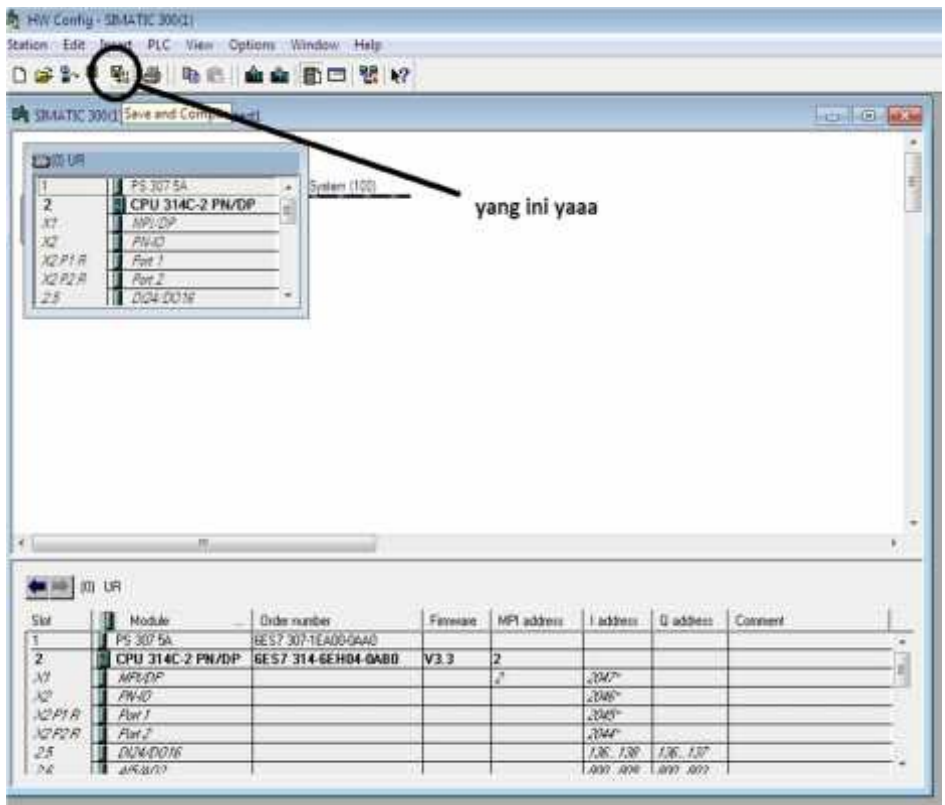 HW Config - SIMATIC 300(1)
Station Edit Insert PLC View Options Window Help
SIMATIC 300(1) Save and Compile
(0) UR
1 PS 307 5A
2 CPU 314C-2 PN/DP
X1 MPI/DP
X2 PN-IO
X2 P1 R Port 1
X2 P2 R Port 2
2.5 DI24/DO16
System (100)
yang ini yaaa
(0) UR
Slot Module ... Order number Firmware MPI address I address Q address Comment
1 PS 307 5A 6ES7 307-1EA00-0AA0
2 CPU 314C-2 PN/DP 6ES7 314-6EH04-0AB0 V3.3 2
X1 MPI/DP 2 2047*
X2 PN-IO 2046*
X2 P1 R Port 1 2045*
X2 P2 R Port 2 2044*
2.5 DI24/DO16 136...138 136...137